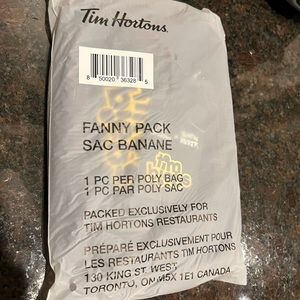 Tim Hortons.
8 50020 36328 5
FANNY PACK
SAC BANANE
1 PC PER POLY BAG
1 PC PAR POLY SAC
PACKED EXCLUSIVELY FOR
TIM HORTONS RESTAURANTS
PRÉPARÉ EXCLUSIVEMENT POUR
LES RESTAURANTS TIM HORTONS
130 KING ST. WEST
TORONTO, ON M5X 1E1 CANADA